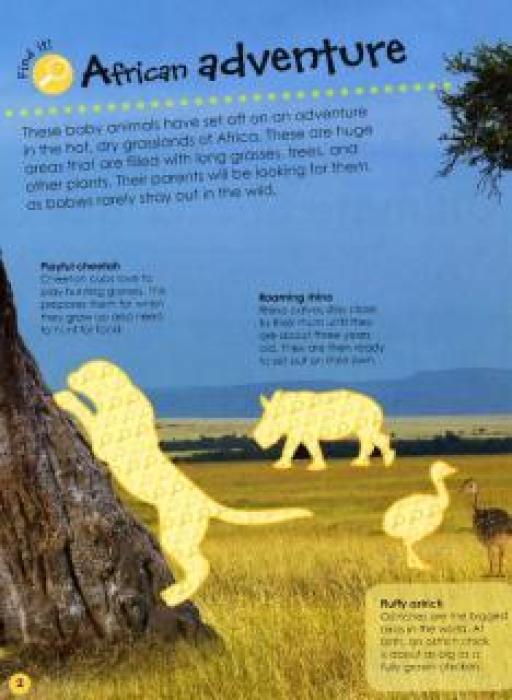 Find it!
African adventure
These baby animals have set off on an adventure
in the hot, dry grasslands of Africa. These are huge
areas that are filled with long grasses, trees, and
other plants. Their parents will be looking for them,
as babies rarely stray out in the wild.
Playful cheetah
Cheetah cubs love to
play hunting games. This
prepares them for when
they grow up and need
to hunt for food.
Roaming rhino
Rhino calves stay close
to their mum until they
are about three years
old. They are then ready
to set out on their own.
Fluffy ostrich
Ostriches are the biggest
birds in the world. At
birth, an ostrich chick
is about as big as a
fully grown chicken.
2